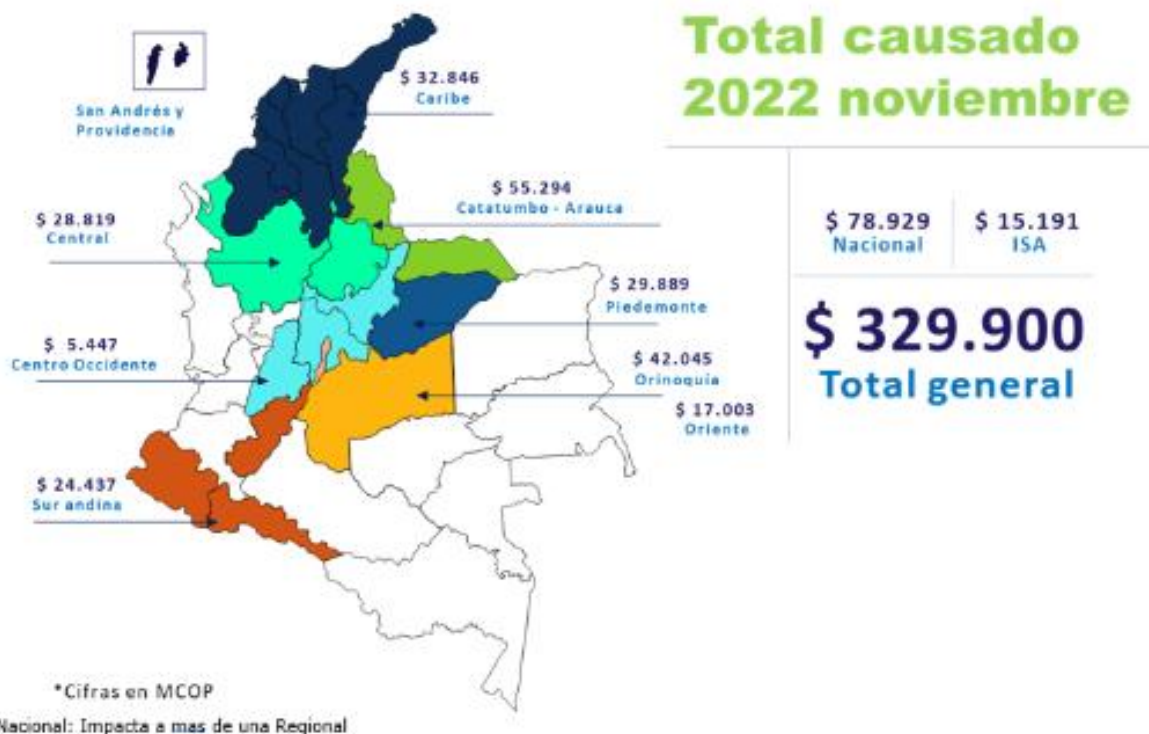 Total causado
2022 noviembre
San Andrés y
Providencia
$ 32.846
Caribe
$ 55.294
Catatumbo - Arauca
$ 28.819
Central
$ 29.889
Piedemonte
$ 5.447
Centro Occidente
$ 42.045
Orinoquia
$ 17.003
Oriente
$ 24.437
Sur andina
$ 78.929
Nacional
$ 15.191
ISA
$ 329.900
Total general
*Cifras en MCOP
Nacional: Impacta a mas de una Regional